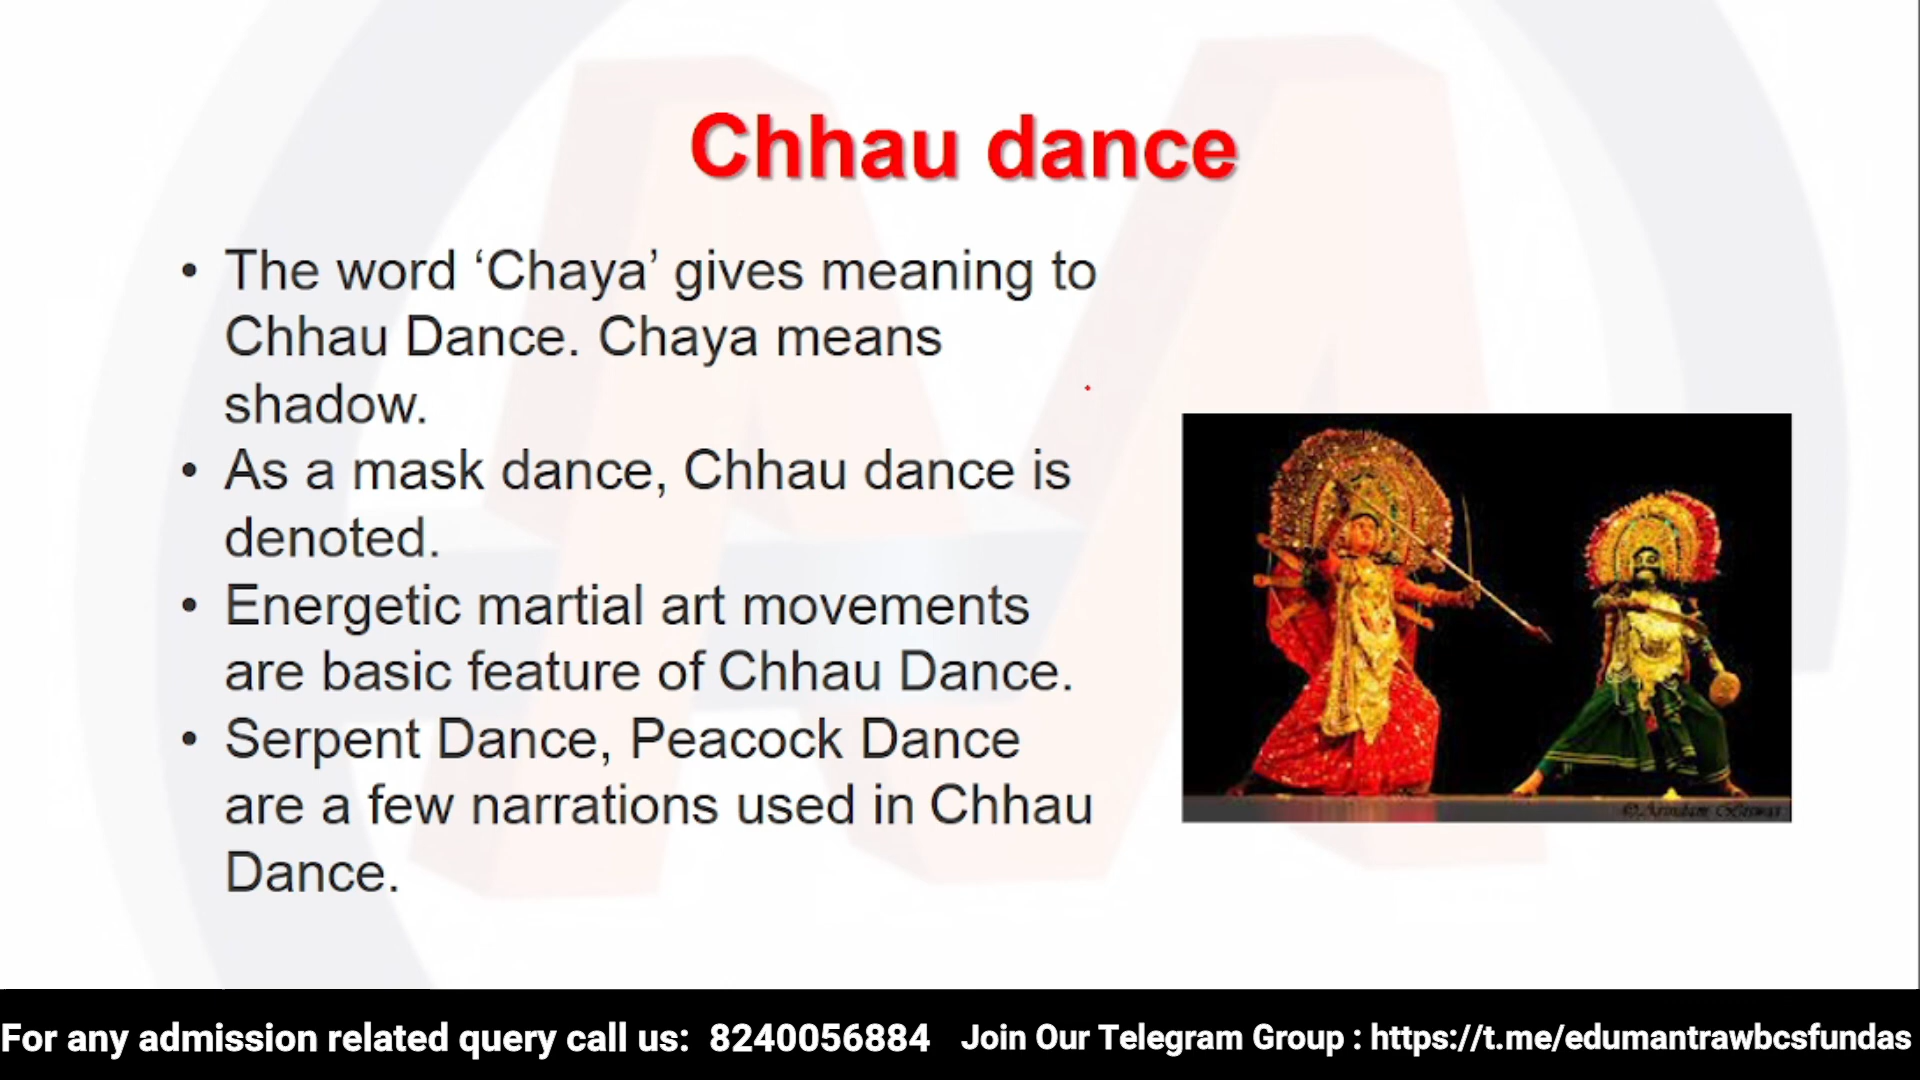 Chhau dance
• The word ‘Chaya’ gives meaning to
Chhau Dance. Chaya means
shadow.
• As a mask dance, Chhau dance is
denoted.
• Energetic martial art movements
are basic feature of Chhau Dance.
• Serpent Dance, Peacock Dance
are a few narrations used in Chhau
Dance.
©Arindam Biswas
For any admission related query call us: 8240056884 Join Our Telegram Group : https://t.me/edumantrawbcsfundas